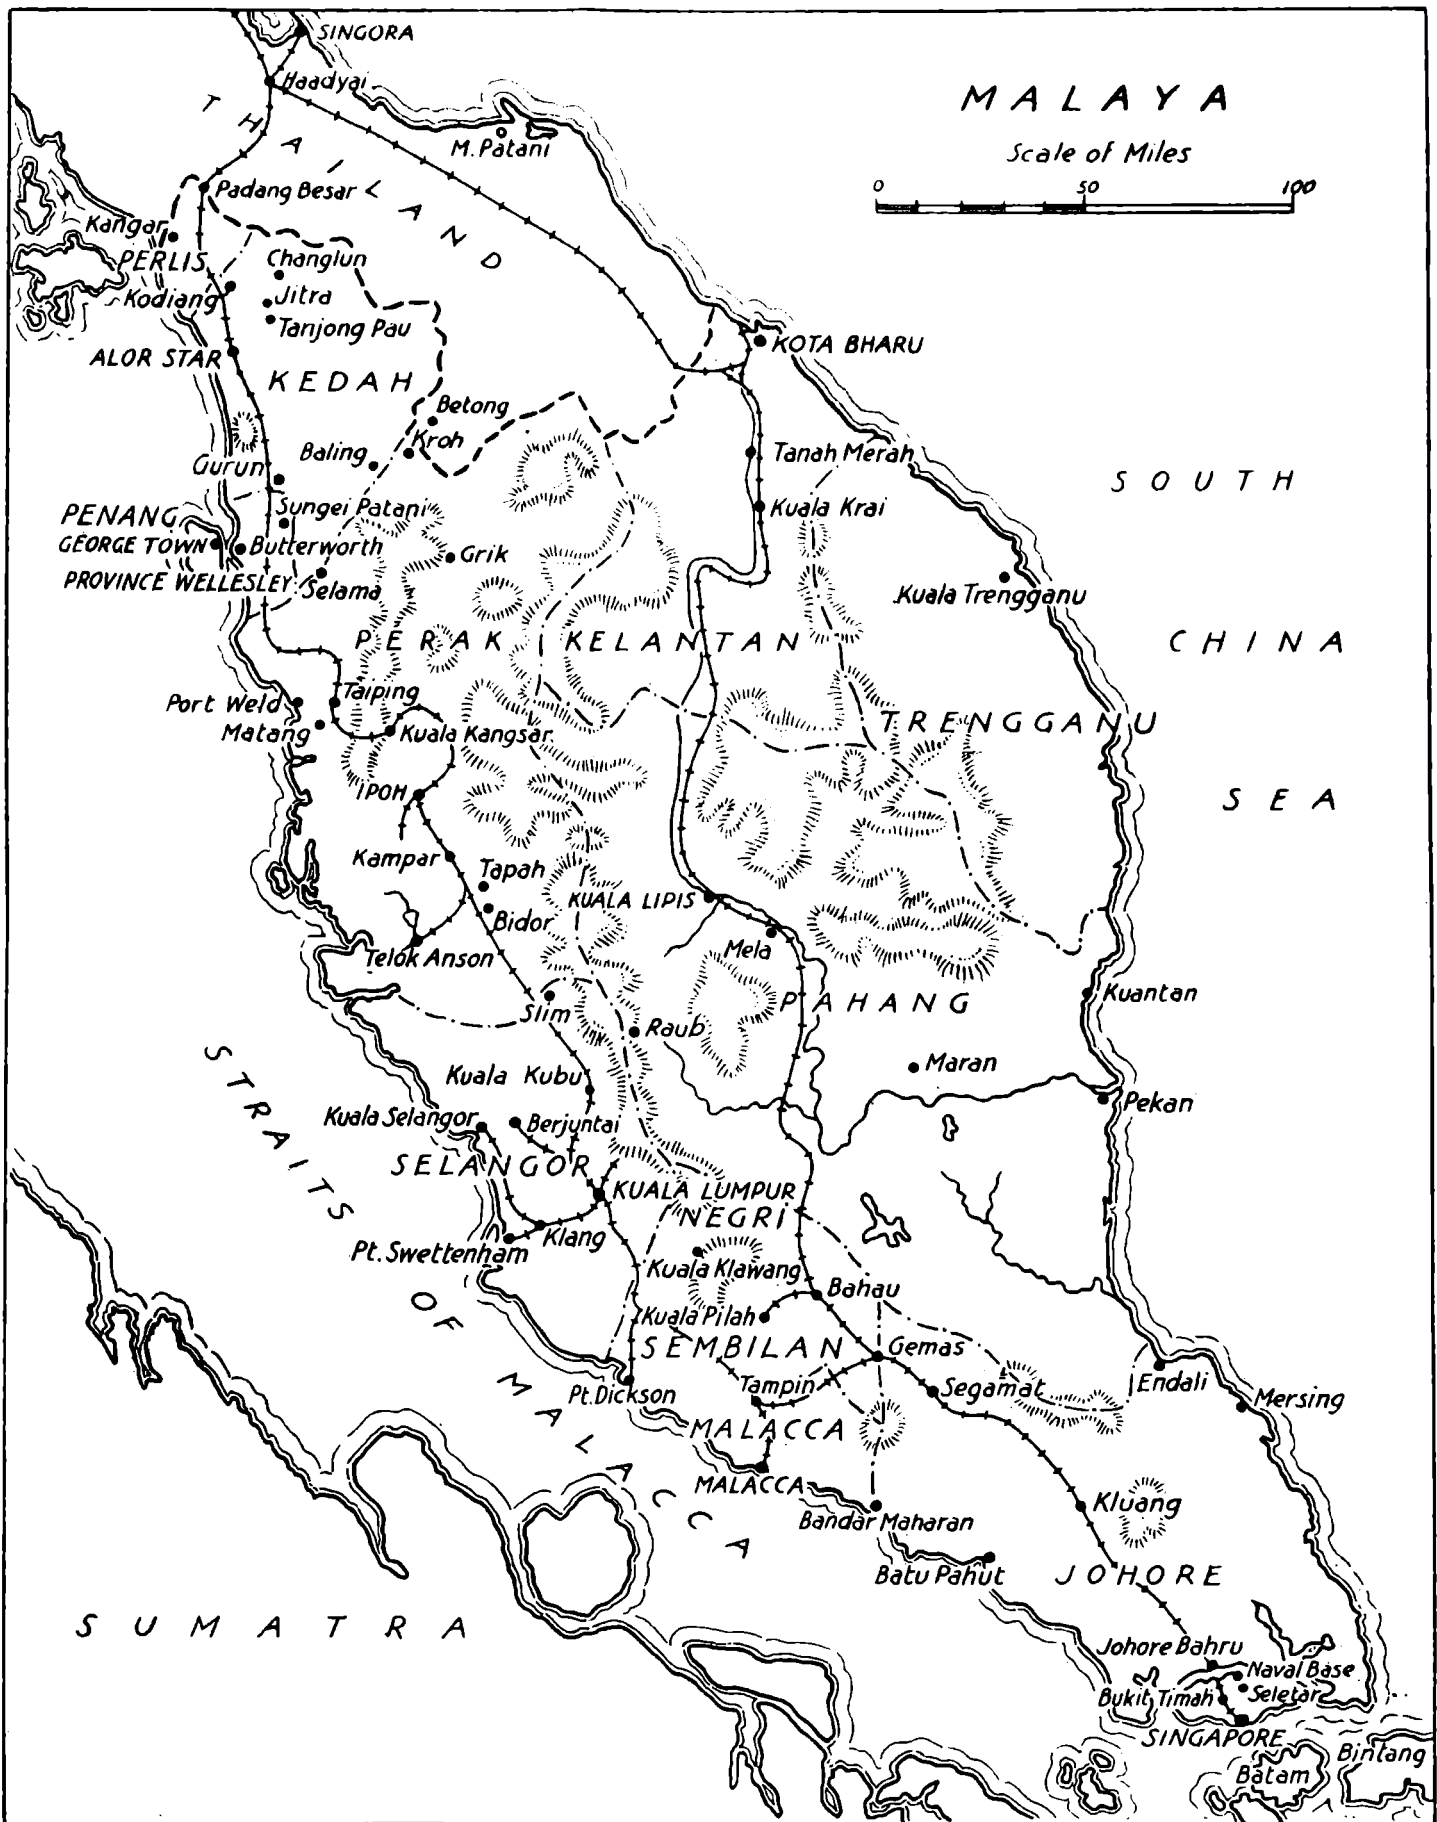 SINGORA
Haadyai
MALAYA
Scale of Miles
0 50 100
THAILAND
M. Patani
Padang Besar
Kangar
PERLIS
Changlun
Kodiang
Jitra
Tanjong Pau
ALOR STAR
KOTA BHARU
KEDAH
Betong
Kroh
Baling
Gurun
Tanah Merah
SOUTH
CHINA
SEA
Sungei Patani
Kuala Krai
PENANG
GEORGE TOWN
Butterworth
Grik
PROVINCE WELLESLEY
Selama
Kuala Trengganu
PERAK
KELANTAN
Port Weld
Taiping
Matang
Kuala Kangsar
TRENGGANU
IPOH
Kampar
Tapah
KUALA LIPIS
Bidor
Mela
Telok Anson
Slim
PAHANG
Kuantan
Raub
Maran
Kuala Kubu
Pekan
Kuala Selangor
Berjuntai
SELANGOR
KUALA LUMPUR
NEGRI
Klang
Pt. Swettenham
Kuala Klawang
Bahau
Kuala Pilah
SEMBILAN
Gemas
Pt. Dickson
Tampin
Segamat
Endali
Mersing
MALACCA
MALACCA
STRAITS OF MALACCA
Bandar Maharan
Kluang
Batu Pahut
JOHORE
SUMATRA
Johore Bahru
Naval Base
Bukit Timah
Seletar
SINGAPORE
Batam
Bintang